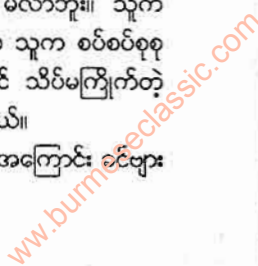 မလာဘူး။ သူက
သူက စပ်စပ်စုစု
သိပ်မကြိုက်တဲ့
ယ်။
အကြောင်း ခင်ဗျား
www.burmeseclassic.com